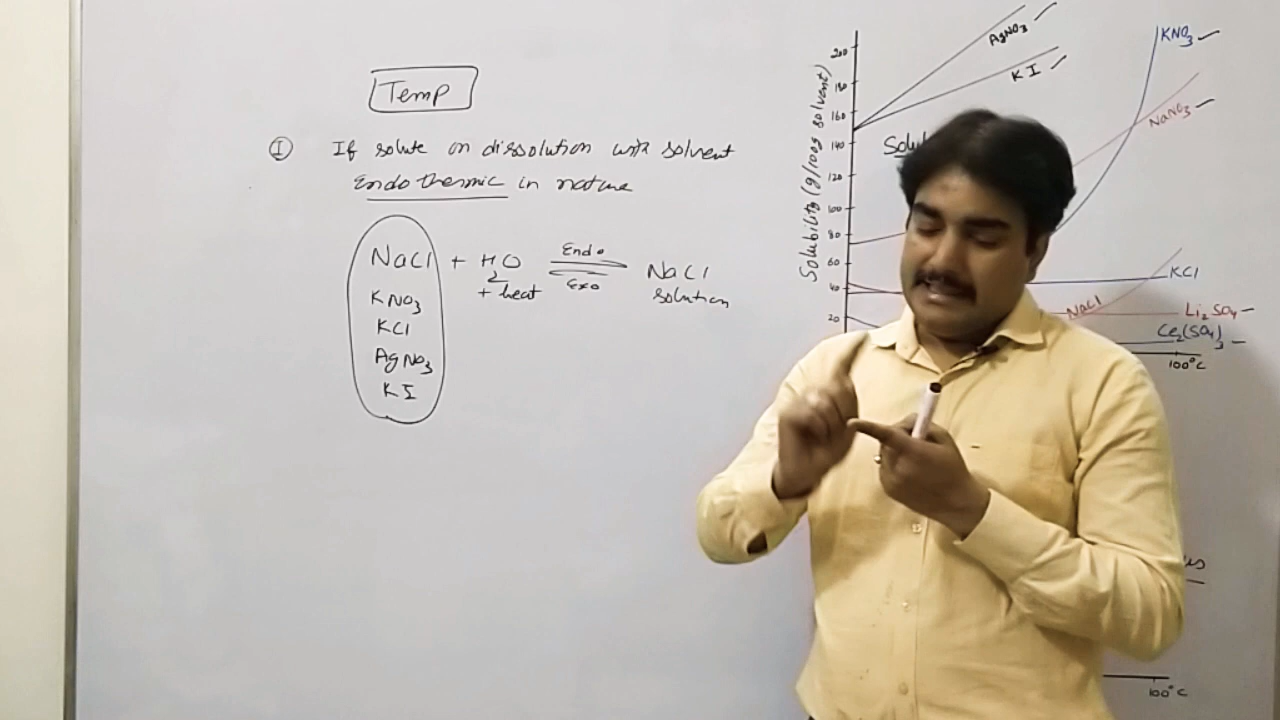 Temp
① If solute on dissolution with solvent
Endothermic in nature
NaCl + H2O Endo NaCl
+ heat Exo solution
KNO3
KCl
AgNO3
KI
Solubility (g/100g solvent)
200
180
160
140
120
100
80
60
40
20
AgNO3
KI
KNO3
NaNO3
KCl
NaCl
Li2SO4
Ce2(SO4)3
100°C
100°C